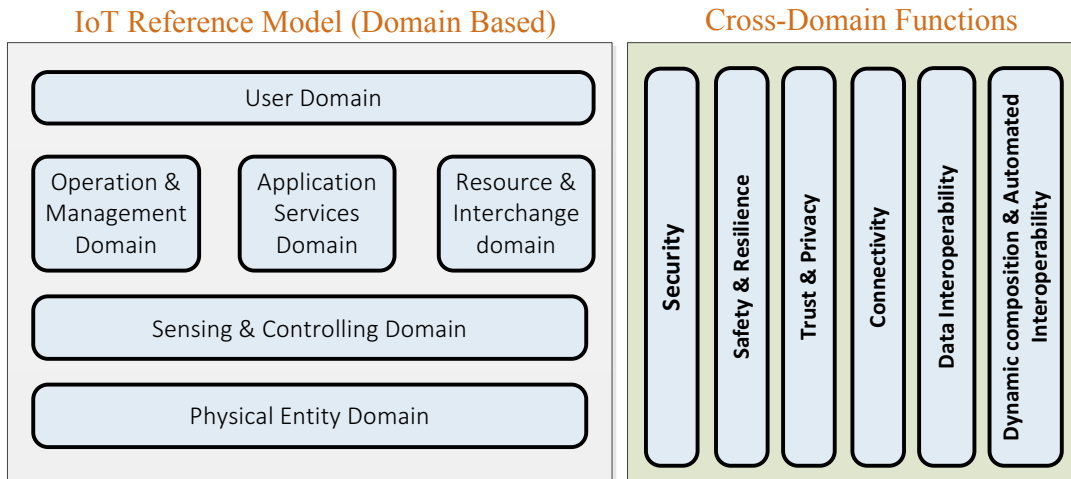 IoT Reference Model (Domain Based)
User Domain
Operation &
Management
Domain
Application
Services
Domain
Resource &
Interchange
domain
Sensing & Controlling Domain
Physical Entity Domain
Cross-Domain Functions
Security
Safety & Resilience
Trust & Privacy
Connectivity
Data Interoperability
Dynamic composition & Automated
Interoperability